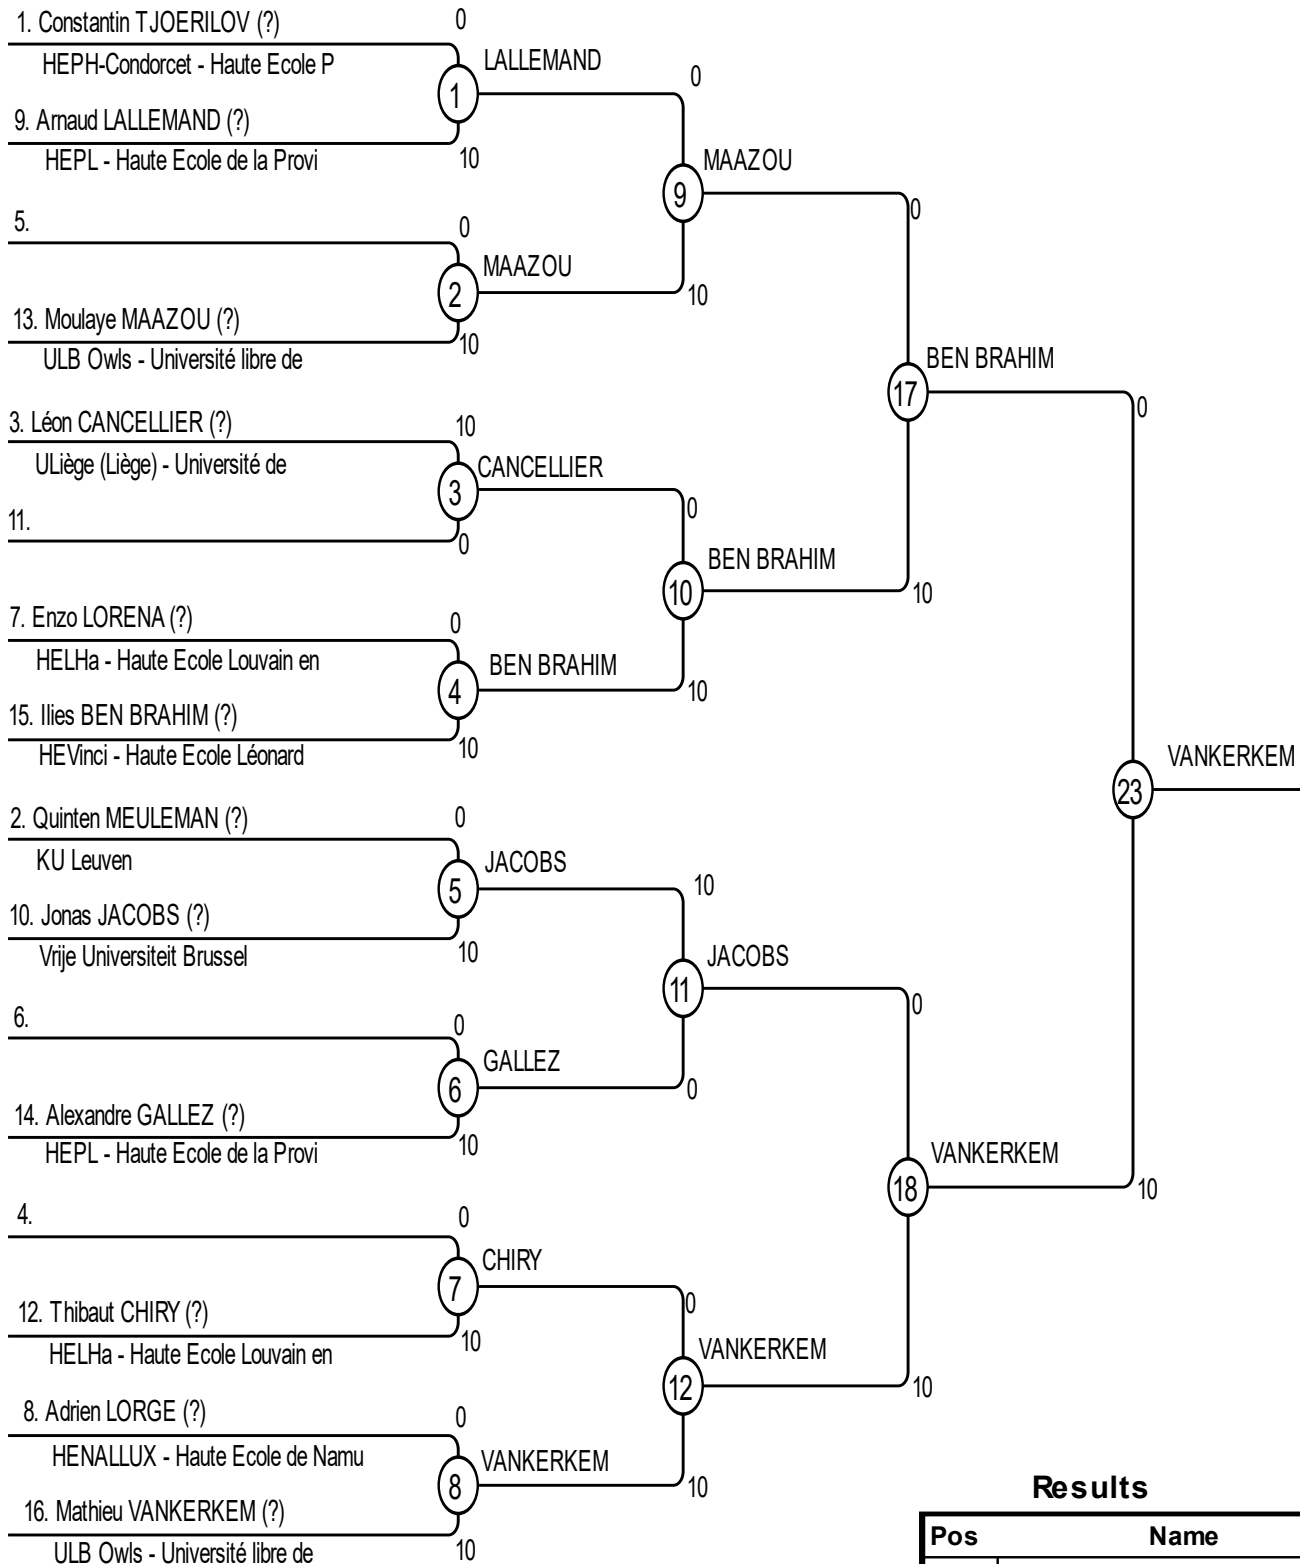 1. Constantin TJOERILOV (?)
0
HEPH-Condorcet - Haute Ecole P
1
LALLEMAND
0
9. Arnaud LALLEMAND (?)
HEPL - Haute Ecole de la Provi
10
9
MAAZOU
0
5.
0
2
MAAZOU
10
13. Moulaye MAAZOU (?)
ULB Owls - Université libre de
10
17
BEN BRAHIM
0
3. Léon CANCELLIER (?)
10
ULiège (Liège) - Université de
3
CANCELLIER
0
11.
0
10
BEN BRAHIM
10
7. Enzo LORENA (?)
0
HELHa - Haute Ecole Louvain en
4
BEN BRAHIM
10
15. Ilies BEN BRAHIM (?)
HEVinci - Haute Ecole Léonard
10
23
VANKERKEM
2. Quinten MEULEMAN (?)
0
KU Leuven
5
JACOBS
10
10. Jonas JACOBS (?)
Vrije Universiteit Brussel
10
11
JACOBS
0
6.
0
6
GALLEZ
0
14. Alexandre GALLEZ (?)
HEPL - Haute Ecole de la Provi
10
18
VANKERKEM
10
4.
0
7
CHIRY
0
12. Thibaut CHIRY (?)
HELHa - Haute Ecole Louvain en
10
12
VANKERKEM
10
8. Adrien LORGE (?)
0
HENALLUX - Haute Ecole de Namu
8
VANKERKEM
10
16. Mathieu VANKERKEM (?)
ULB Owls - Université libre de
10
Results
Pos Name